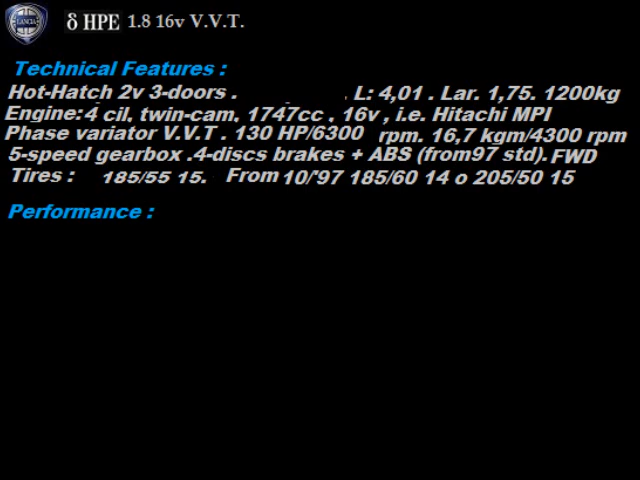 LANCIA
δ HPE 1.8 16v V.V.T.
Technical Features :
Hot-Hatch 2v 3-doors . . L: 4,01 . Lar. 1,75. 1200kg
Engine: 4 cil, twin-cam, 1747cc , 16v , i.e. Hitachi MPI
Phase variator V.V.T . 130 HP/6300 rpm. 16,7 kgm/4300 rpm
5-speed gearbox .4-discs brakes + ABS (from97 std). FWD
Tires : 185/55 15. From 10/'97 185/60 14 o 205/50 15
Performance :